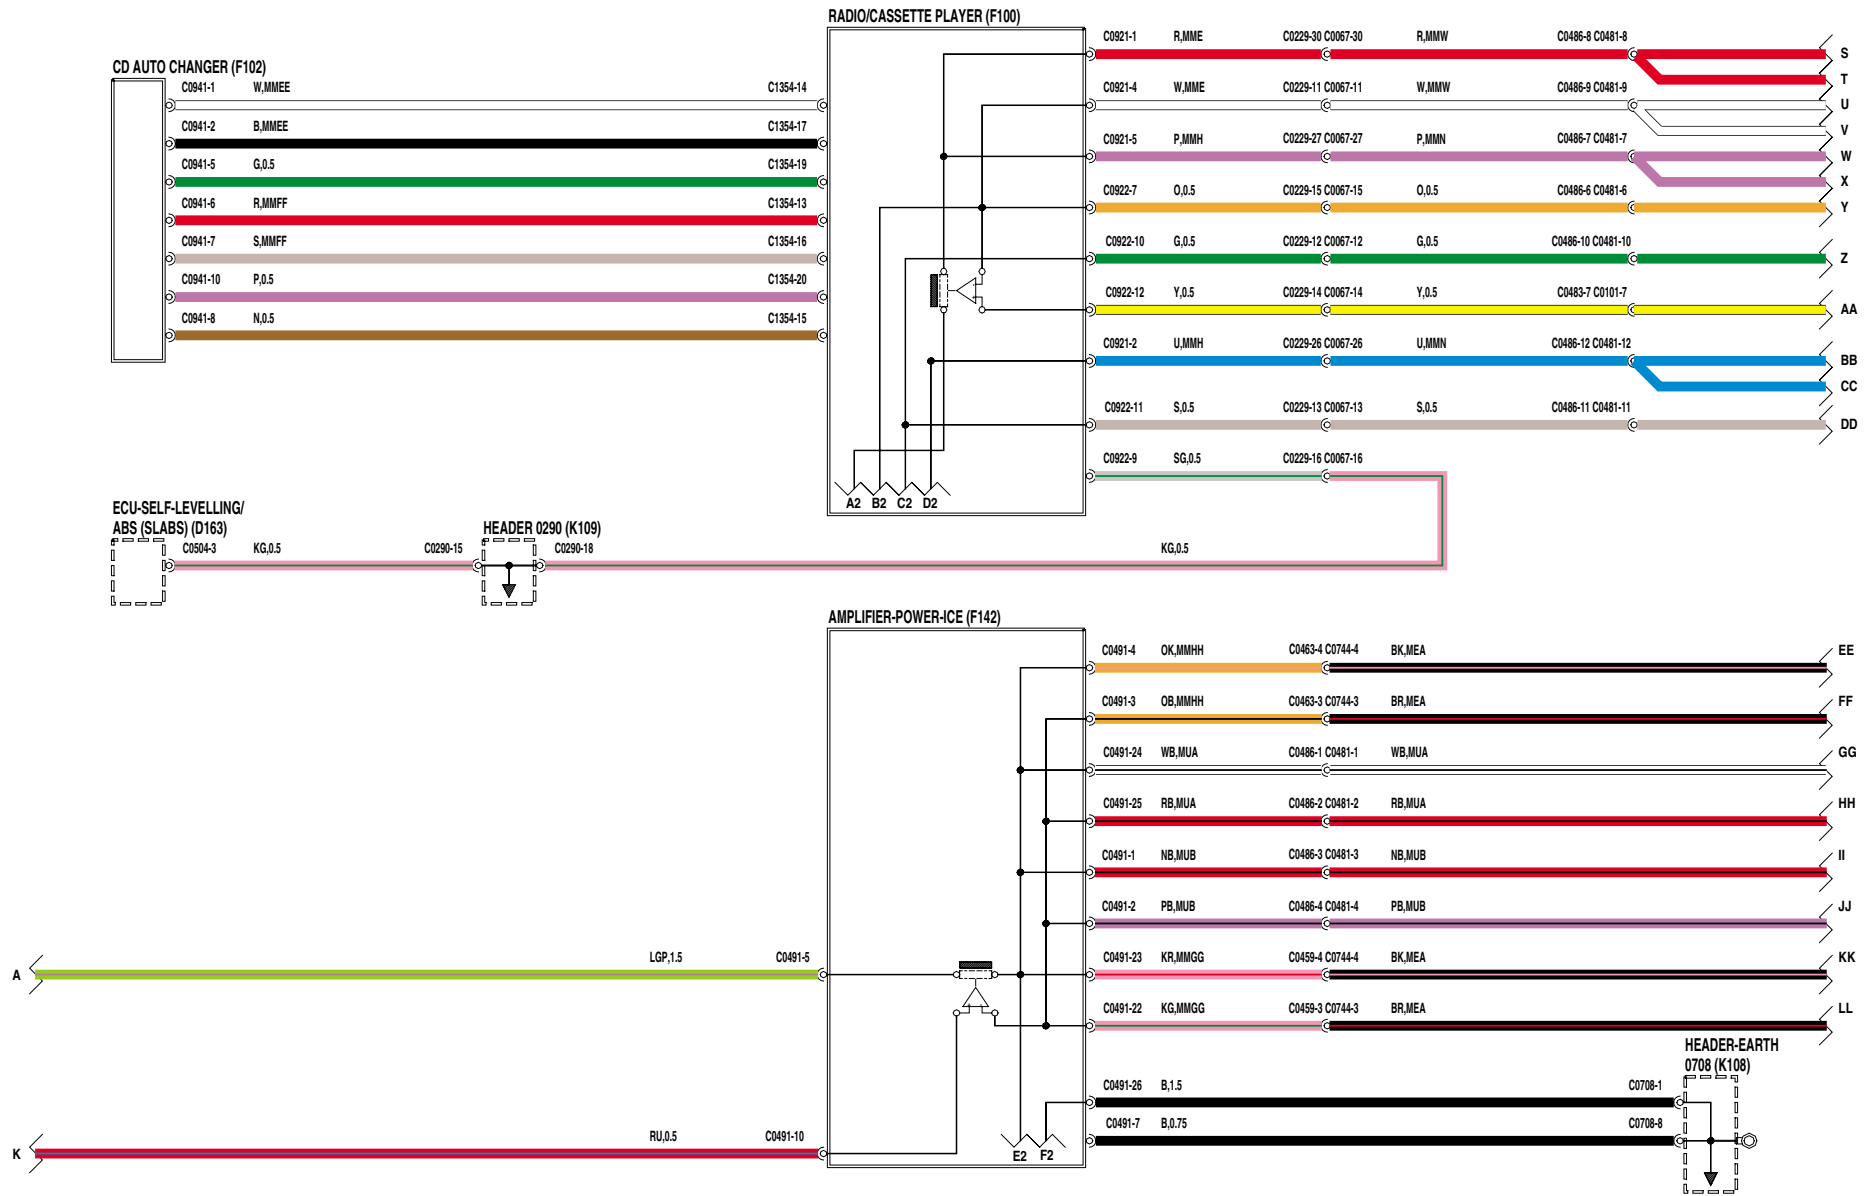 RADIO/CASSETTE PLAYER (F100)
C0921-1 R,MME C0229-30 C0067-30 R,MMW C0486-8 C0481-8 S
T
CD AUTO CHANGER (F102)
C0941-1 W,MMEE C1354-14
C0921-4 W,MME C0229-11 C0067-11 W,MMW C0486-9 C0481-9 U
V
C0941-2 B,MMEE C1354-17
C0921-5 P,MMH C0229-27 C0067-27 P,MMN C0486-7 C0481-7 W
X
C0941-5 G,0.5 C1354-19
C0922-7 O,0.5 C0229-15 C0067-15 O,0.5 C0486-6 C0481-6 Y
C0941-6 R,MMFF C1354-13
C0941-7 S,MMFF C1354-16
C0922-10 G,0.5 C0229-12 C0067-12 G,0.5 C0486-10 C0481-10 Z
C0941-10 P,0.5 C1354-20
C0922-12 Y,0.5 C0229-14 C0067-14 Y,0.5 C0483-7 C0101-7 AA
C0941-8 N,0.5 C1354-15
C0921-2 U,MMH C0229-26 C0067-26 U,MMN C0486-12 C0481-12 BB
CC
C0922-11 S,0.5 C0229-13 C0067-13 S,0.5 C0486-11 C0481-11 DD
C0922-9 SG,0.5 C0229-16 C0067-16
A2 B2 C2 D2
ECU-SELF-LEVELLING/
ABS (SLABS) (D163)
HEADER 0290 (K109)
C0504-3 KG,0.5 C0290-15 C0290-18 KG,0.5
AMPLIFIER-POWER-ICE (F142)
C0491-4 OK,MMHH C0463-4 C0744-4 BK,MEA EE
C0491-3 OB,MMHH C0463-3 C0744-3 BR,MEA FF
C0491-24 WB,MUA C0486-1 C0481-1 WB,MUA GG
C0491-25 RB,MUA C0486-2 C0481-2 RB,MUA HH
C0491-1 NB,MUB C0486-3 C0481-3 NB,MUB II
C0491-2 PB,MUB C0486-4 C0481-4 PB,MUB JJ
A LGP,1.5 C0491-5
C0491-23 KR,MMGG C0459-4 C0744-4 BK,MEA KK
C0491-22 KG,MMGG C0459-3 C0744-3 BR,MEA LL
HEADER-EARTH
0708 (K108)
C0491-26 B,1.5 C0708-1
C0491-7 B,0.75 C0708-8
K RU,0.5 C0491-10
E2 F2